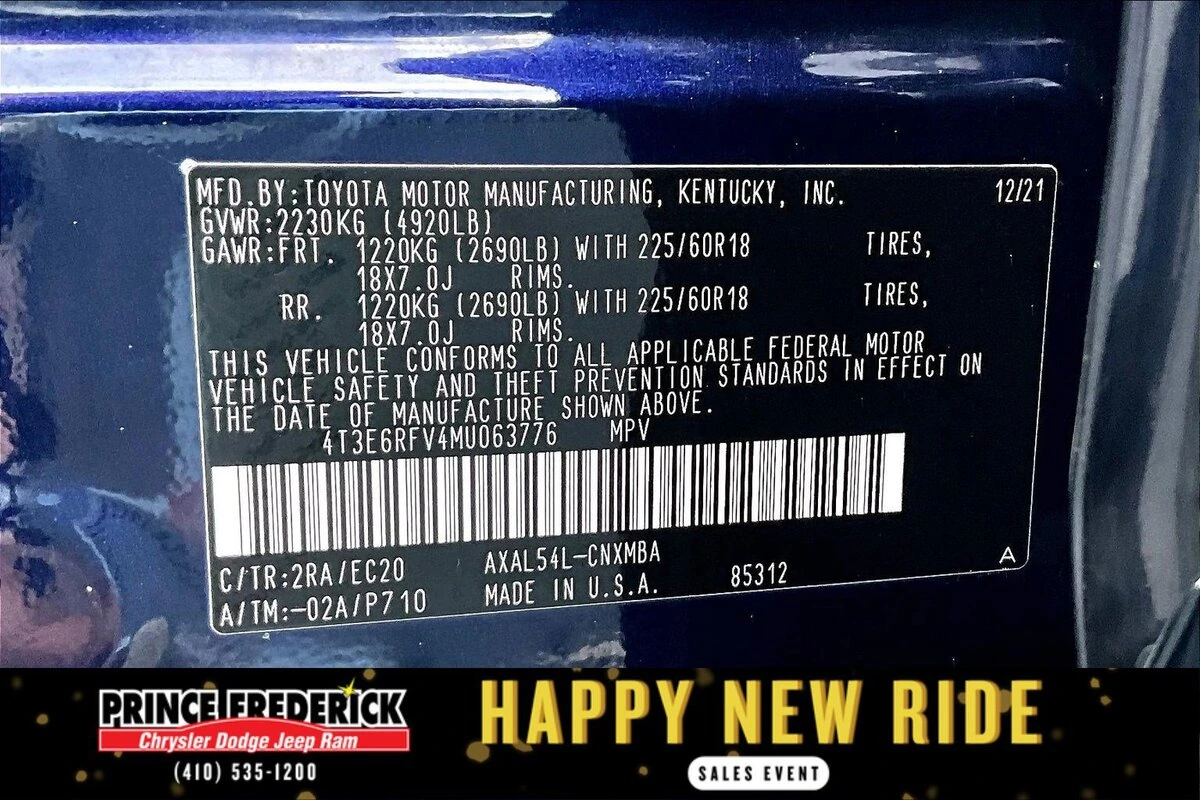 MFD.BY:TOYOTA MOTOR MANUFACTURING, KENTUCKY, INC. 12/21
GVWR:2230KG (4920LB)
GAWR:FRT. 1220KG (2690LB) WITH 225/60R18 TIRES,
18X7.0J RIMS.
RR. 1220KG (2690LB) WITH 225/60R18 TIRES,
18X7.0J RIMS.
THIS VEHICLE CONFORMS TO ALL APPLICABLE FEDERAL MOTOR
VEHICLE SAFETY AND THEFT PREVENTION STANDARDS IN EFFECT ON
THE DATE OF MANUFACTURE SHOWN ABOVE.
4T3E6RFV4MU063776 MPV
C/TR:2RA/EC20 AXAL54L-CNXMBA A
A/TM:-02A/P710 MADE IN U.S.A. 85312
PRINCE FREDERICK
Chrysler Dodge Jeep Ram
(410) 535-1200
HAPPY NEW RIDE
SALES EVENT